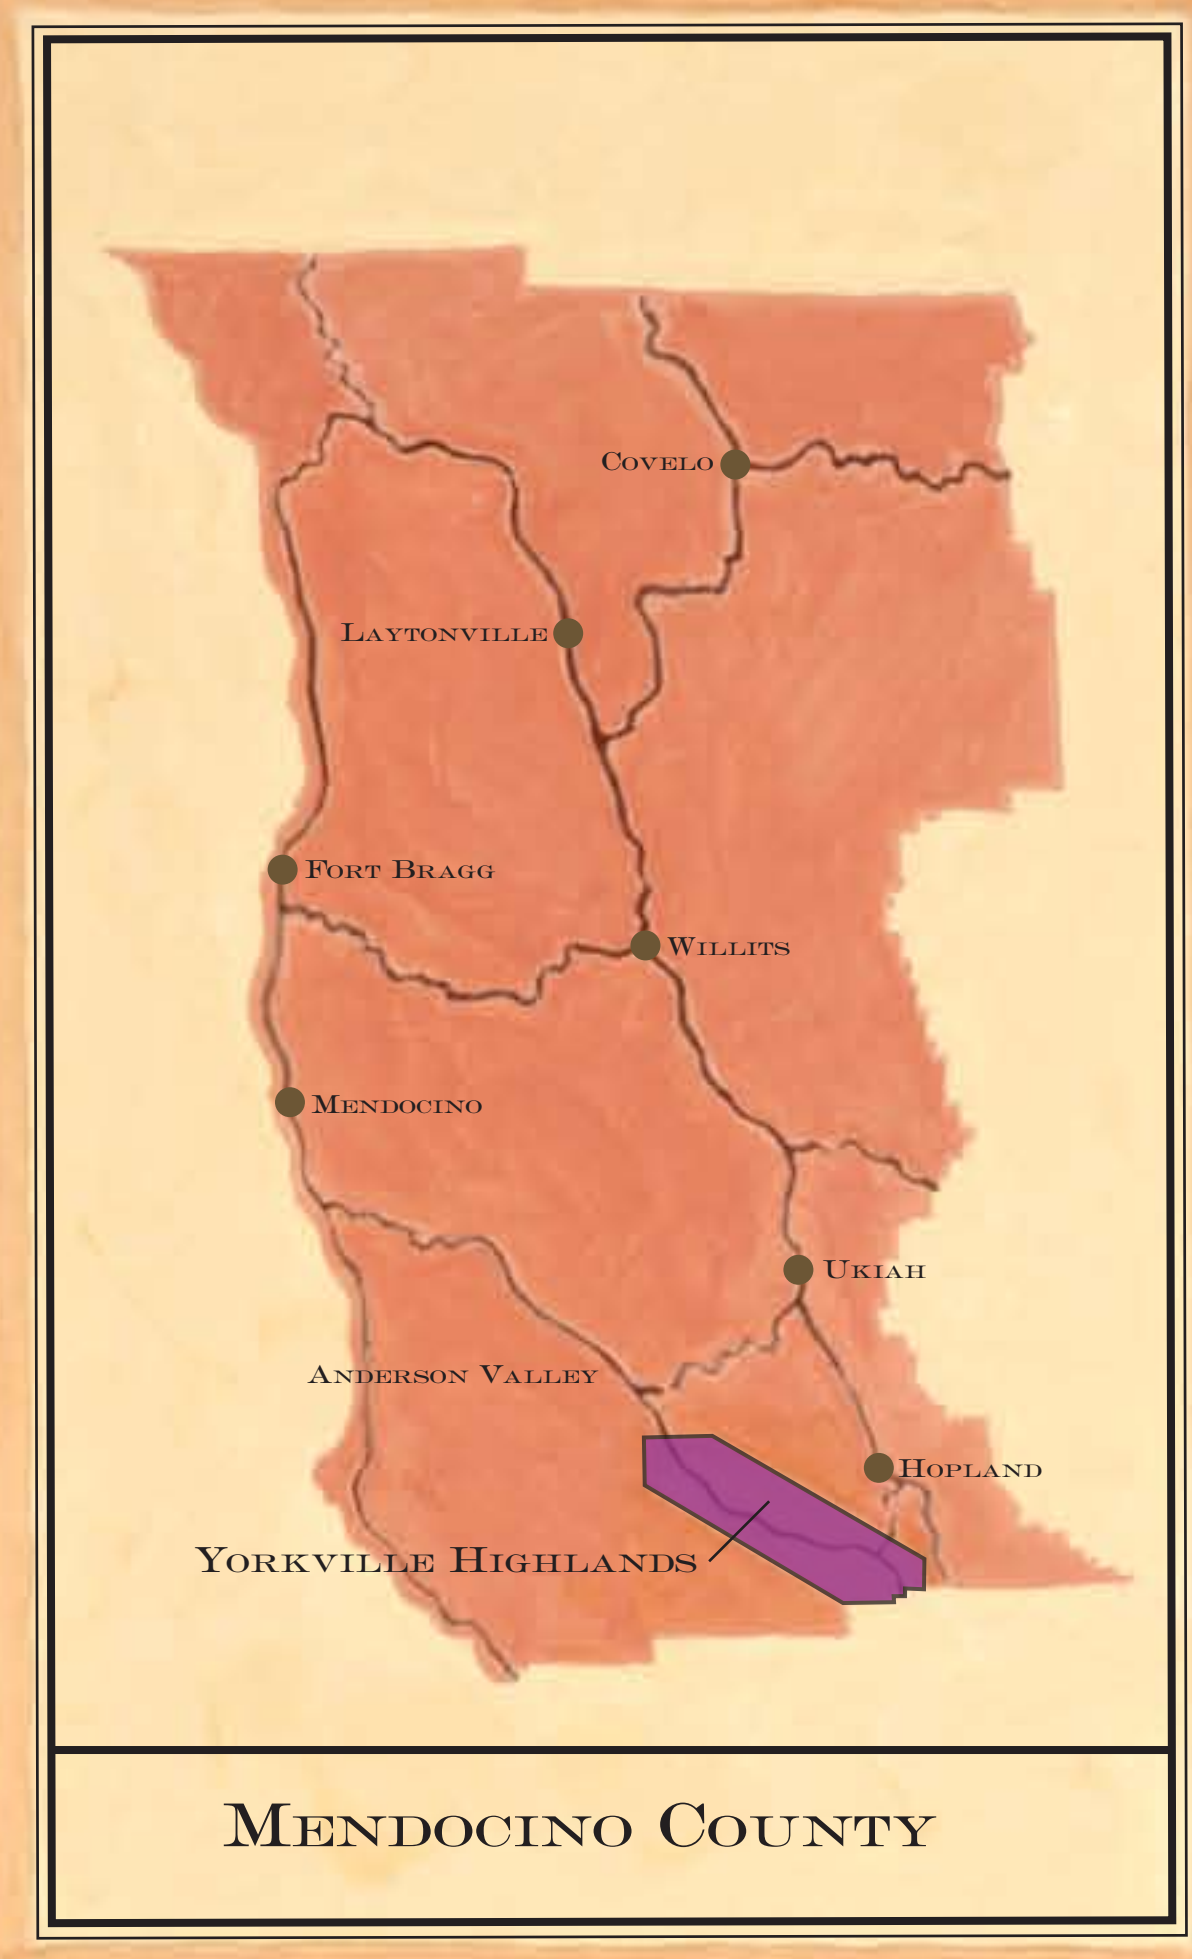 Covelo
Laytonville
Fort Bragg
Willits
Mendocino
Ukiah
Anderson Valley
Hopland
Yorkville Highlands
Mendocino County